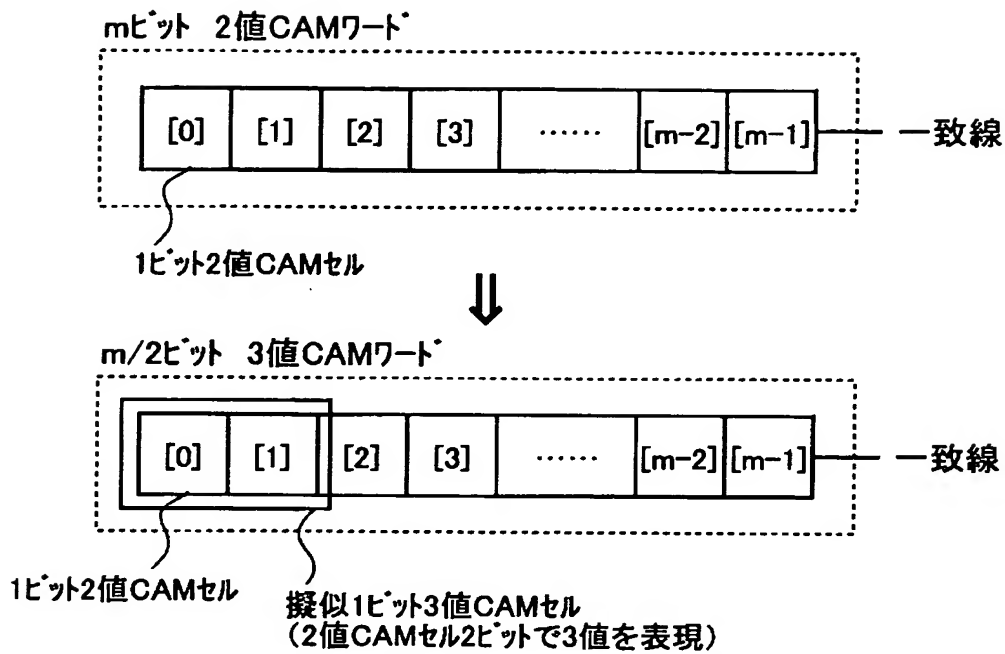 mビット 2値CAMワード
[0] [1] [2] [3] ...... [m-2] [m-1] 一致線
1ビット2値CAMセル
⇓
m/2ビット 3値CAMワード
[0] [1] [2] [3] ...... [m-2] [m-1] 一致線
1ビット2値CAMセル
擬似1ビット3値CAMセル
(2値CAMセル2ビットで3値を表現)